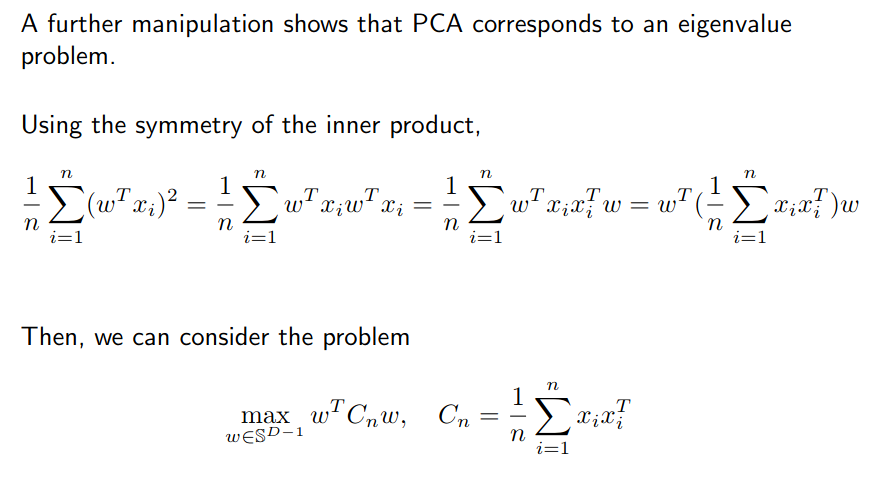 A further manipulation shows that PCA corresponds to an eigenvalue
problem.
Using the symmetry of the inner product,
$$\frac{1}{n}\sum_{i=1}^{n}(w^T x_i)^2 = \frac{1}{n}\sum_{i=1}^{n} w^T x_i w^T x_i = \frac{1}{n}\sum_{i=1}^{n} w^T x_i x_i^T w = w^T (\frac{1}{n}\sum_{i=1}^{n} x_i x_i^T) w$$
Then, we can consider the problem
$$\max_{w \in \mathbb{S}^{D-1}} w^T C_n w, \quad C_n = \frac{1}{n}\sum_{i=1}^{n} x_i x_i^T$$